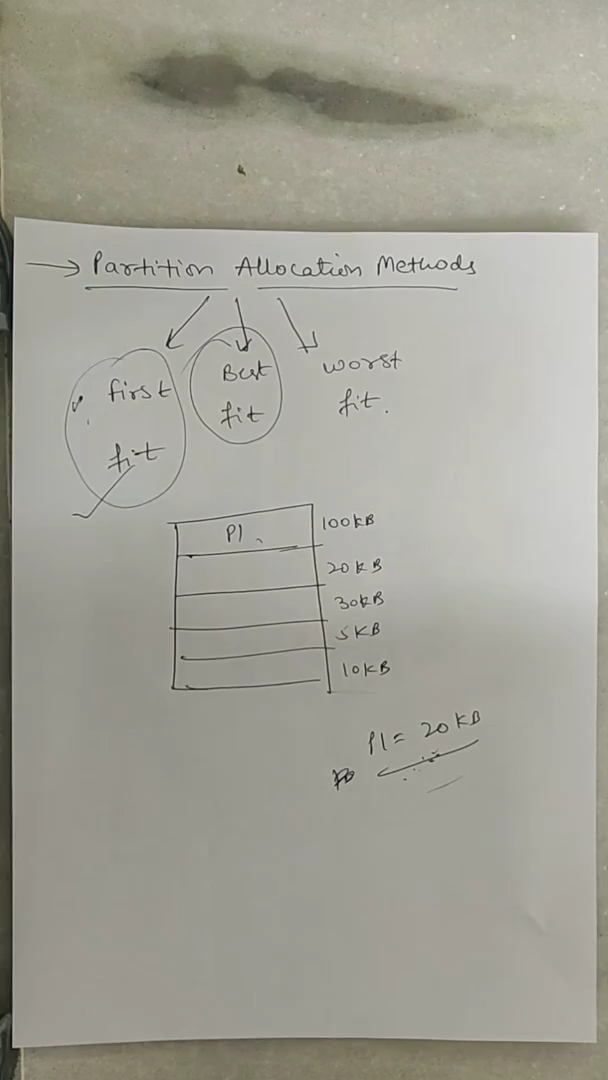 → Partition Allocation Methods
first
fit
Best
fit
worst
fit.
P1.
100KB
20KB
30KB
5KB
10KB
P1 = 20KB